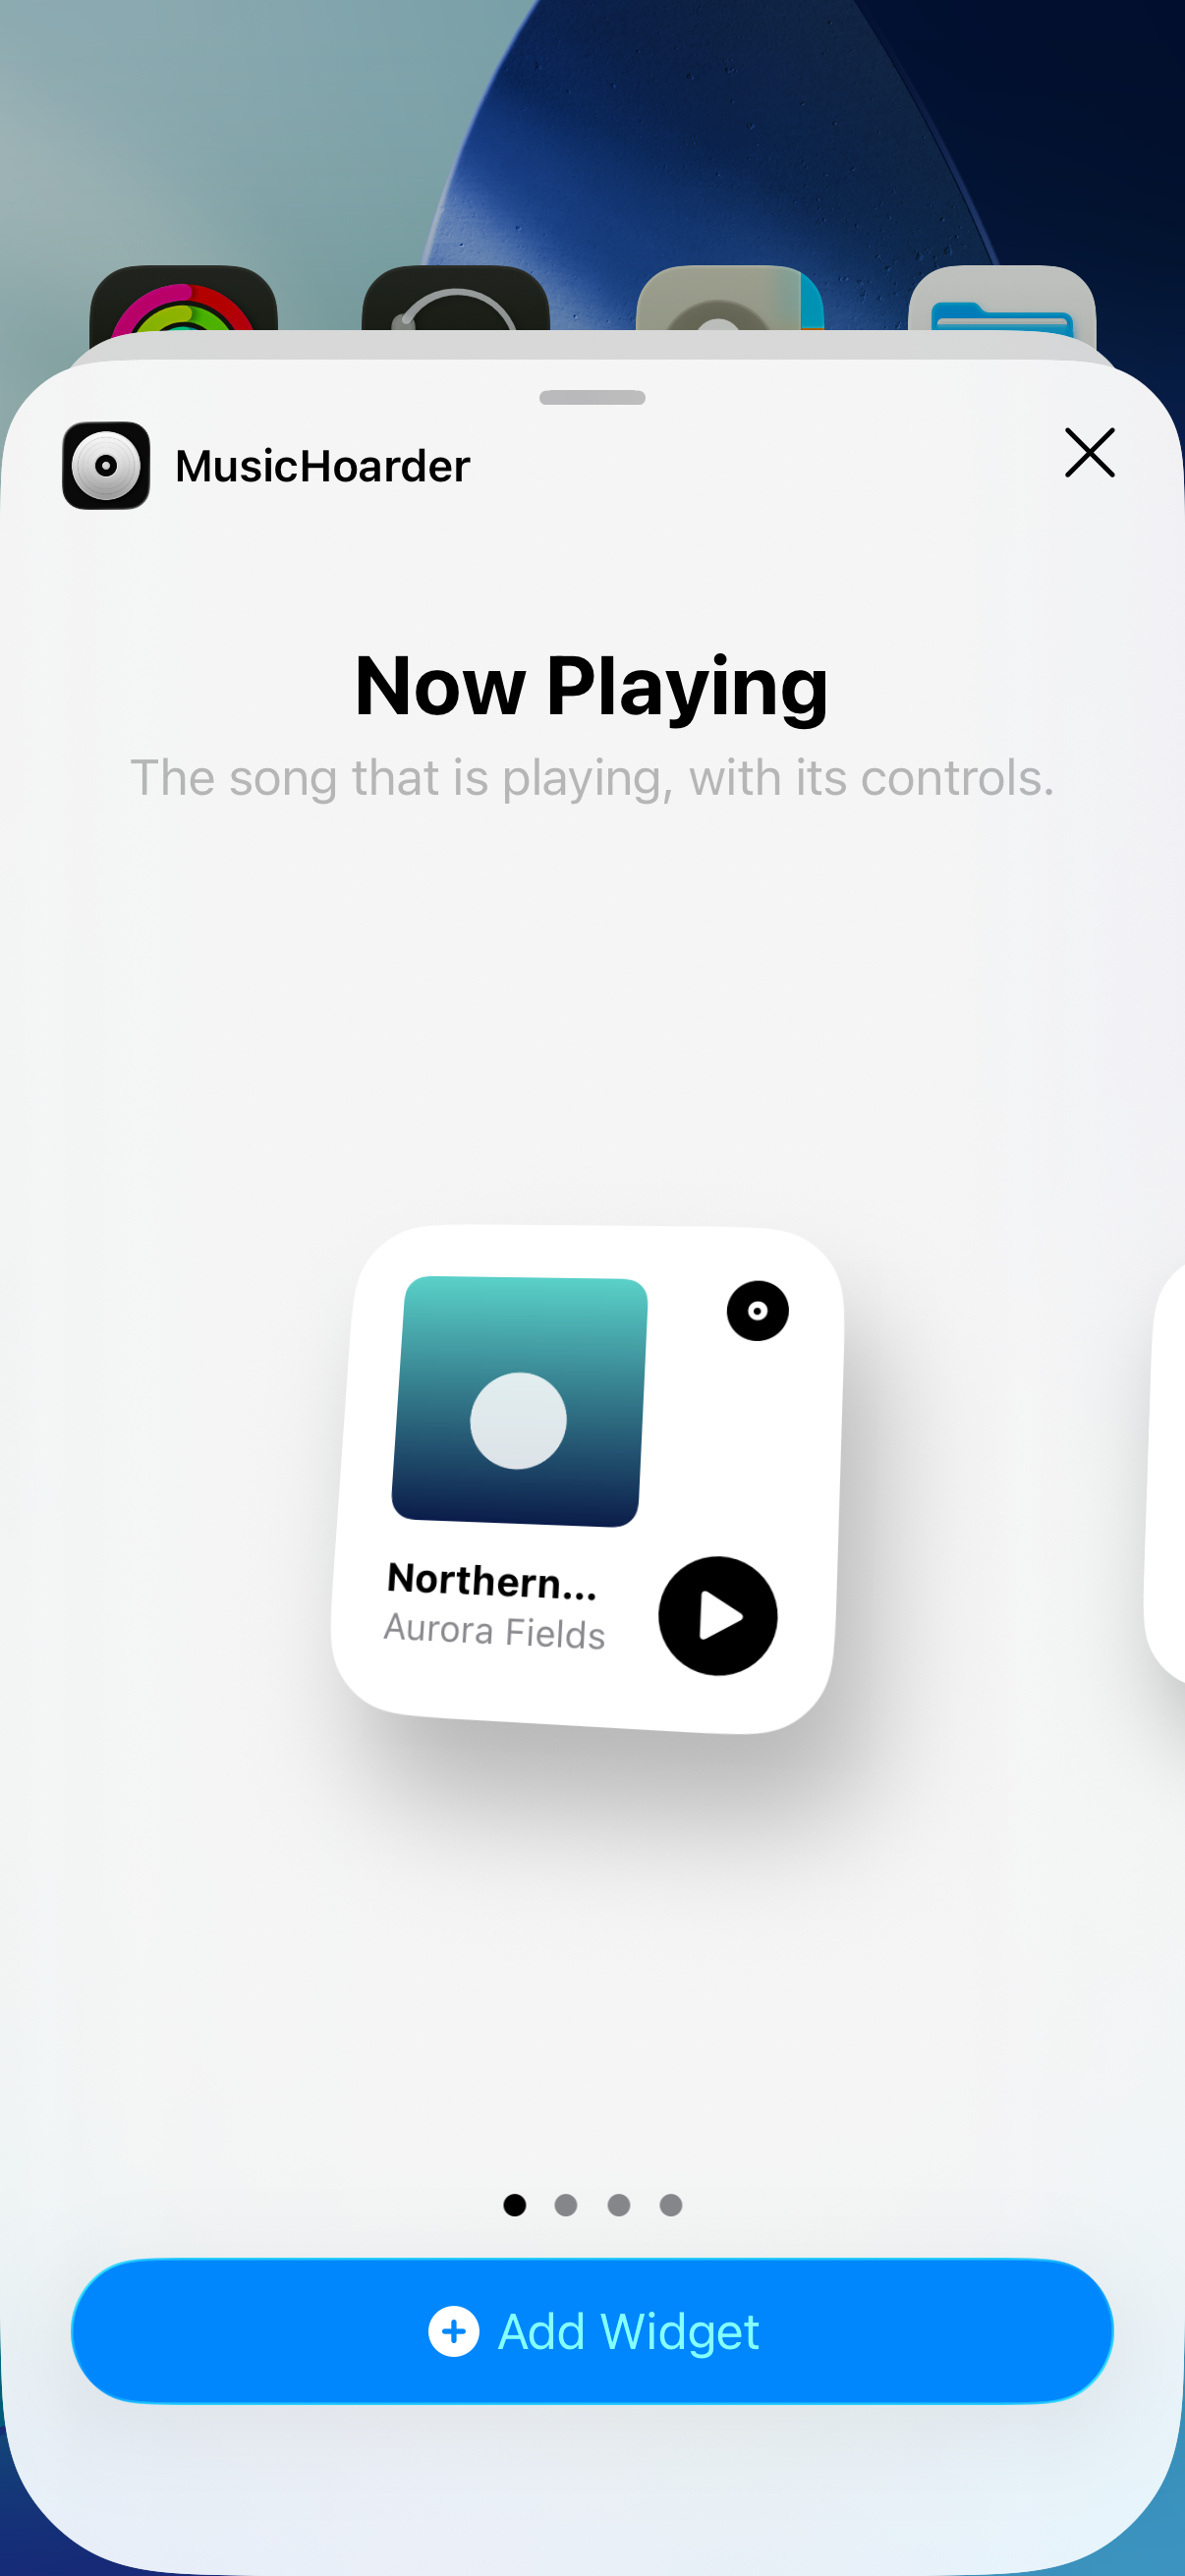 MusicHoarder
Now Playing
The song that is playing, with its controls.
Northern...
Aurora Fields
Add Widget